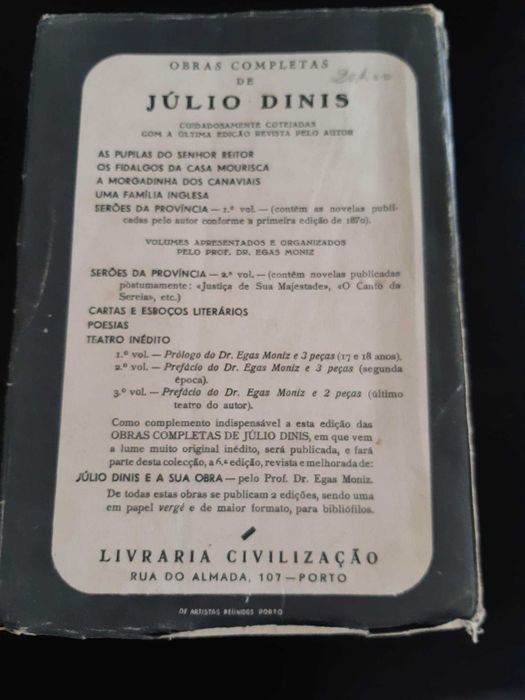 OBRAS COMPLETAS
DE
JÚLIO DINIS
CUIDADOSAMENTE COTEJADAS
COM A ÚLTIMA EDIÇÃO REVISTA PELO AUTOR
AS PUPILAS DO SENHOR REITOR
OS FIDALGOS DA CASA MOURISCA
A MORGADINHA DOS CANAVIAIS
UMA FAMÍLIA INGLESA
SERÕES DA PROVÍNCIA — 1.º vol. — (contém as novelas publi-
cadas pelo autor conforme a primeira edição de 1870).
VOLUMES APRESENTADOS E ORGANIZADOS
PELO PROF. DR. EGAS MONIZ
SERÕES DA PROVÍNCIA — 2.º vol. — (contém novelas publicadas
pòstumamente: «Justiça de Sua Majestade», «O Canto da
Sereia», etc.)
CARTAS E ESBOÇOS LITERÁRIOS
POESIAS
TEATRO INÉDITO
1.º vol. — Prólogo do Dr. Egas Moniz e 3 peças (17 e 18 anos).
2.º vol. — Prefácio do Dr. Egas Moniz e 3 peças (segunda
época).
3.º vol. — Prefácio do Dr. Egas Moniz e 2 peças (último
teatro do autor).
Como complemento indispensável a esta edição das
OBRAS COMPLETAS DE JÚLIO DINIS, em que vem
a lume muito original inédito, será publicada, e fará
parte desta colecção, a 6.ª edição, revista e melhorada de:
JÚLIO DINIS E A SUA OBRA — pelo Prof. Dr. Egas Moniz.
De todas estas obras se publicam 2 edições, sendo uma
em papel vergé e de maior formato, para bibliófilos.
LIVRARIA CIVILIZAÇÃO
RUA DO ALMADA, 107 — PORTO
OF. ARTISTAS REUNIDOS PORTO